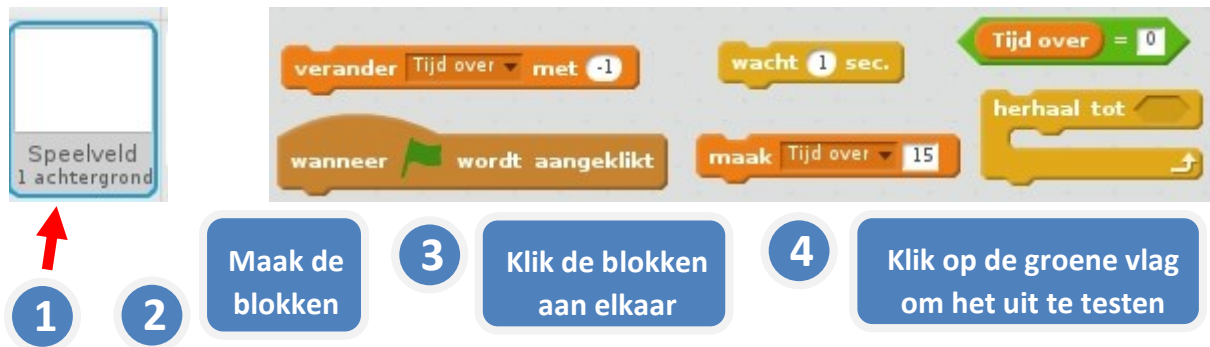 Speelveld
1 achtergrond
verander Tijd over met -1
wacht 1 sec.
Tijd over = 0
wanneer wordt aangeklikt
maak Tijd over 15
herhaal tot
1
2
Maak de
blokken
3
Klik de blokken
aan elkaar
4
Klik op de groene vlag
om het uit te testen